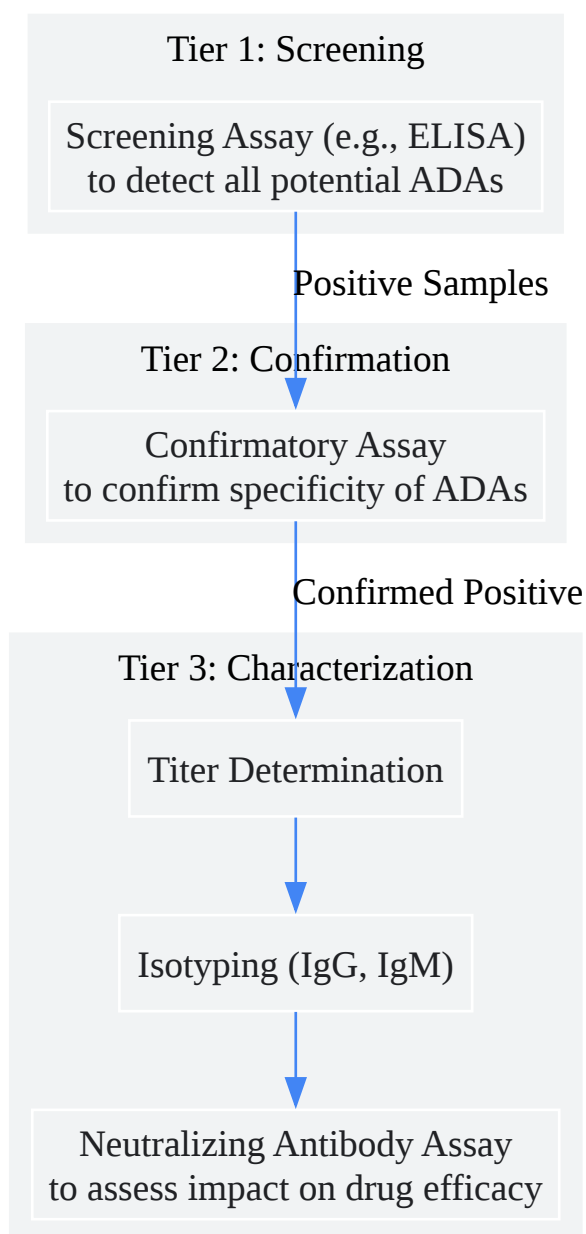 Tier 1: Screening
Screening Assay (e.g., ELISA)
to detect all potential ADAs
Positive Samples
Tier 2: Confirmation
Confirmatory Assay
to confirm specificity of ADAs
Confirmed Positive
Tier 3: Characterization
Titer Determination
Isotyping (IgG, IgM)
Neutralizing Antibody Assay
to assess impact on drug efficacy